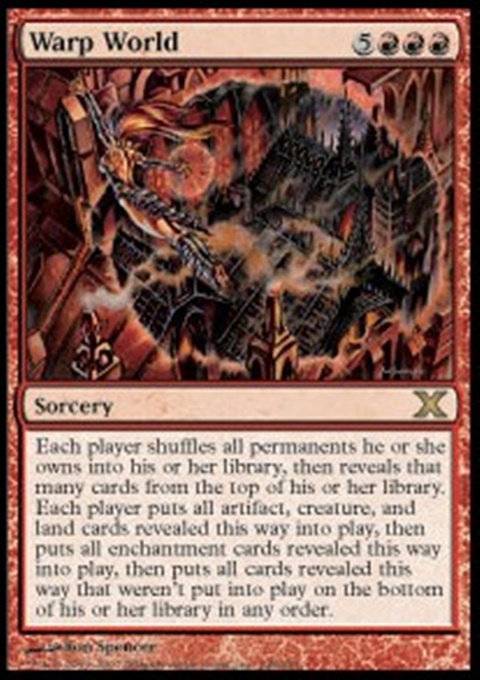 Warp World
5
Sorcery
X
Each player shuffles all permanents he or she
owns into his or her library, then reveals that
many cards from the top of his or her library.
Each player puts all artifact, creature, and
land cards revealed this way into play, then
puts all enchantment cards revealed this way
into play, then puts all cards revealed this
way that weren't put into play on the bottom
of his or her library in any order.
Ron Spencer